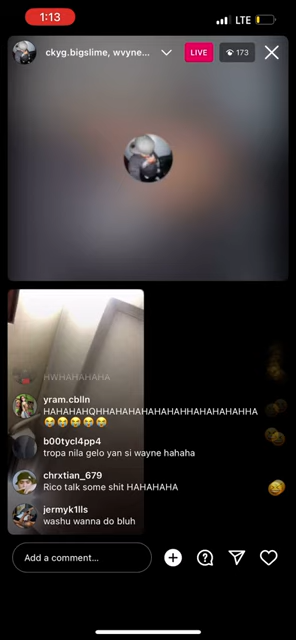 1:13
LTE
ckyg.bigslime, wvyne...
LIVE
173
HWHAHAHAHA
yram.cblln
HAHAHAHQHHAHAHAHAHAHAHHAHAHAHAHHA
😭😭😭😭😭
b00tycl4pp4
tropa nila gelo yan si wayne hahaha
chrxtian_679
Rico talk some shit HAHAHAHA
jermyk1lls
washu wanna do bluh
Add a comment...